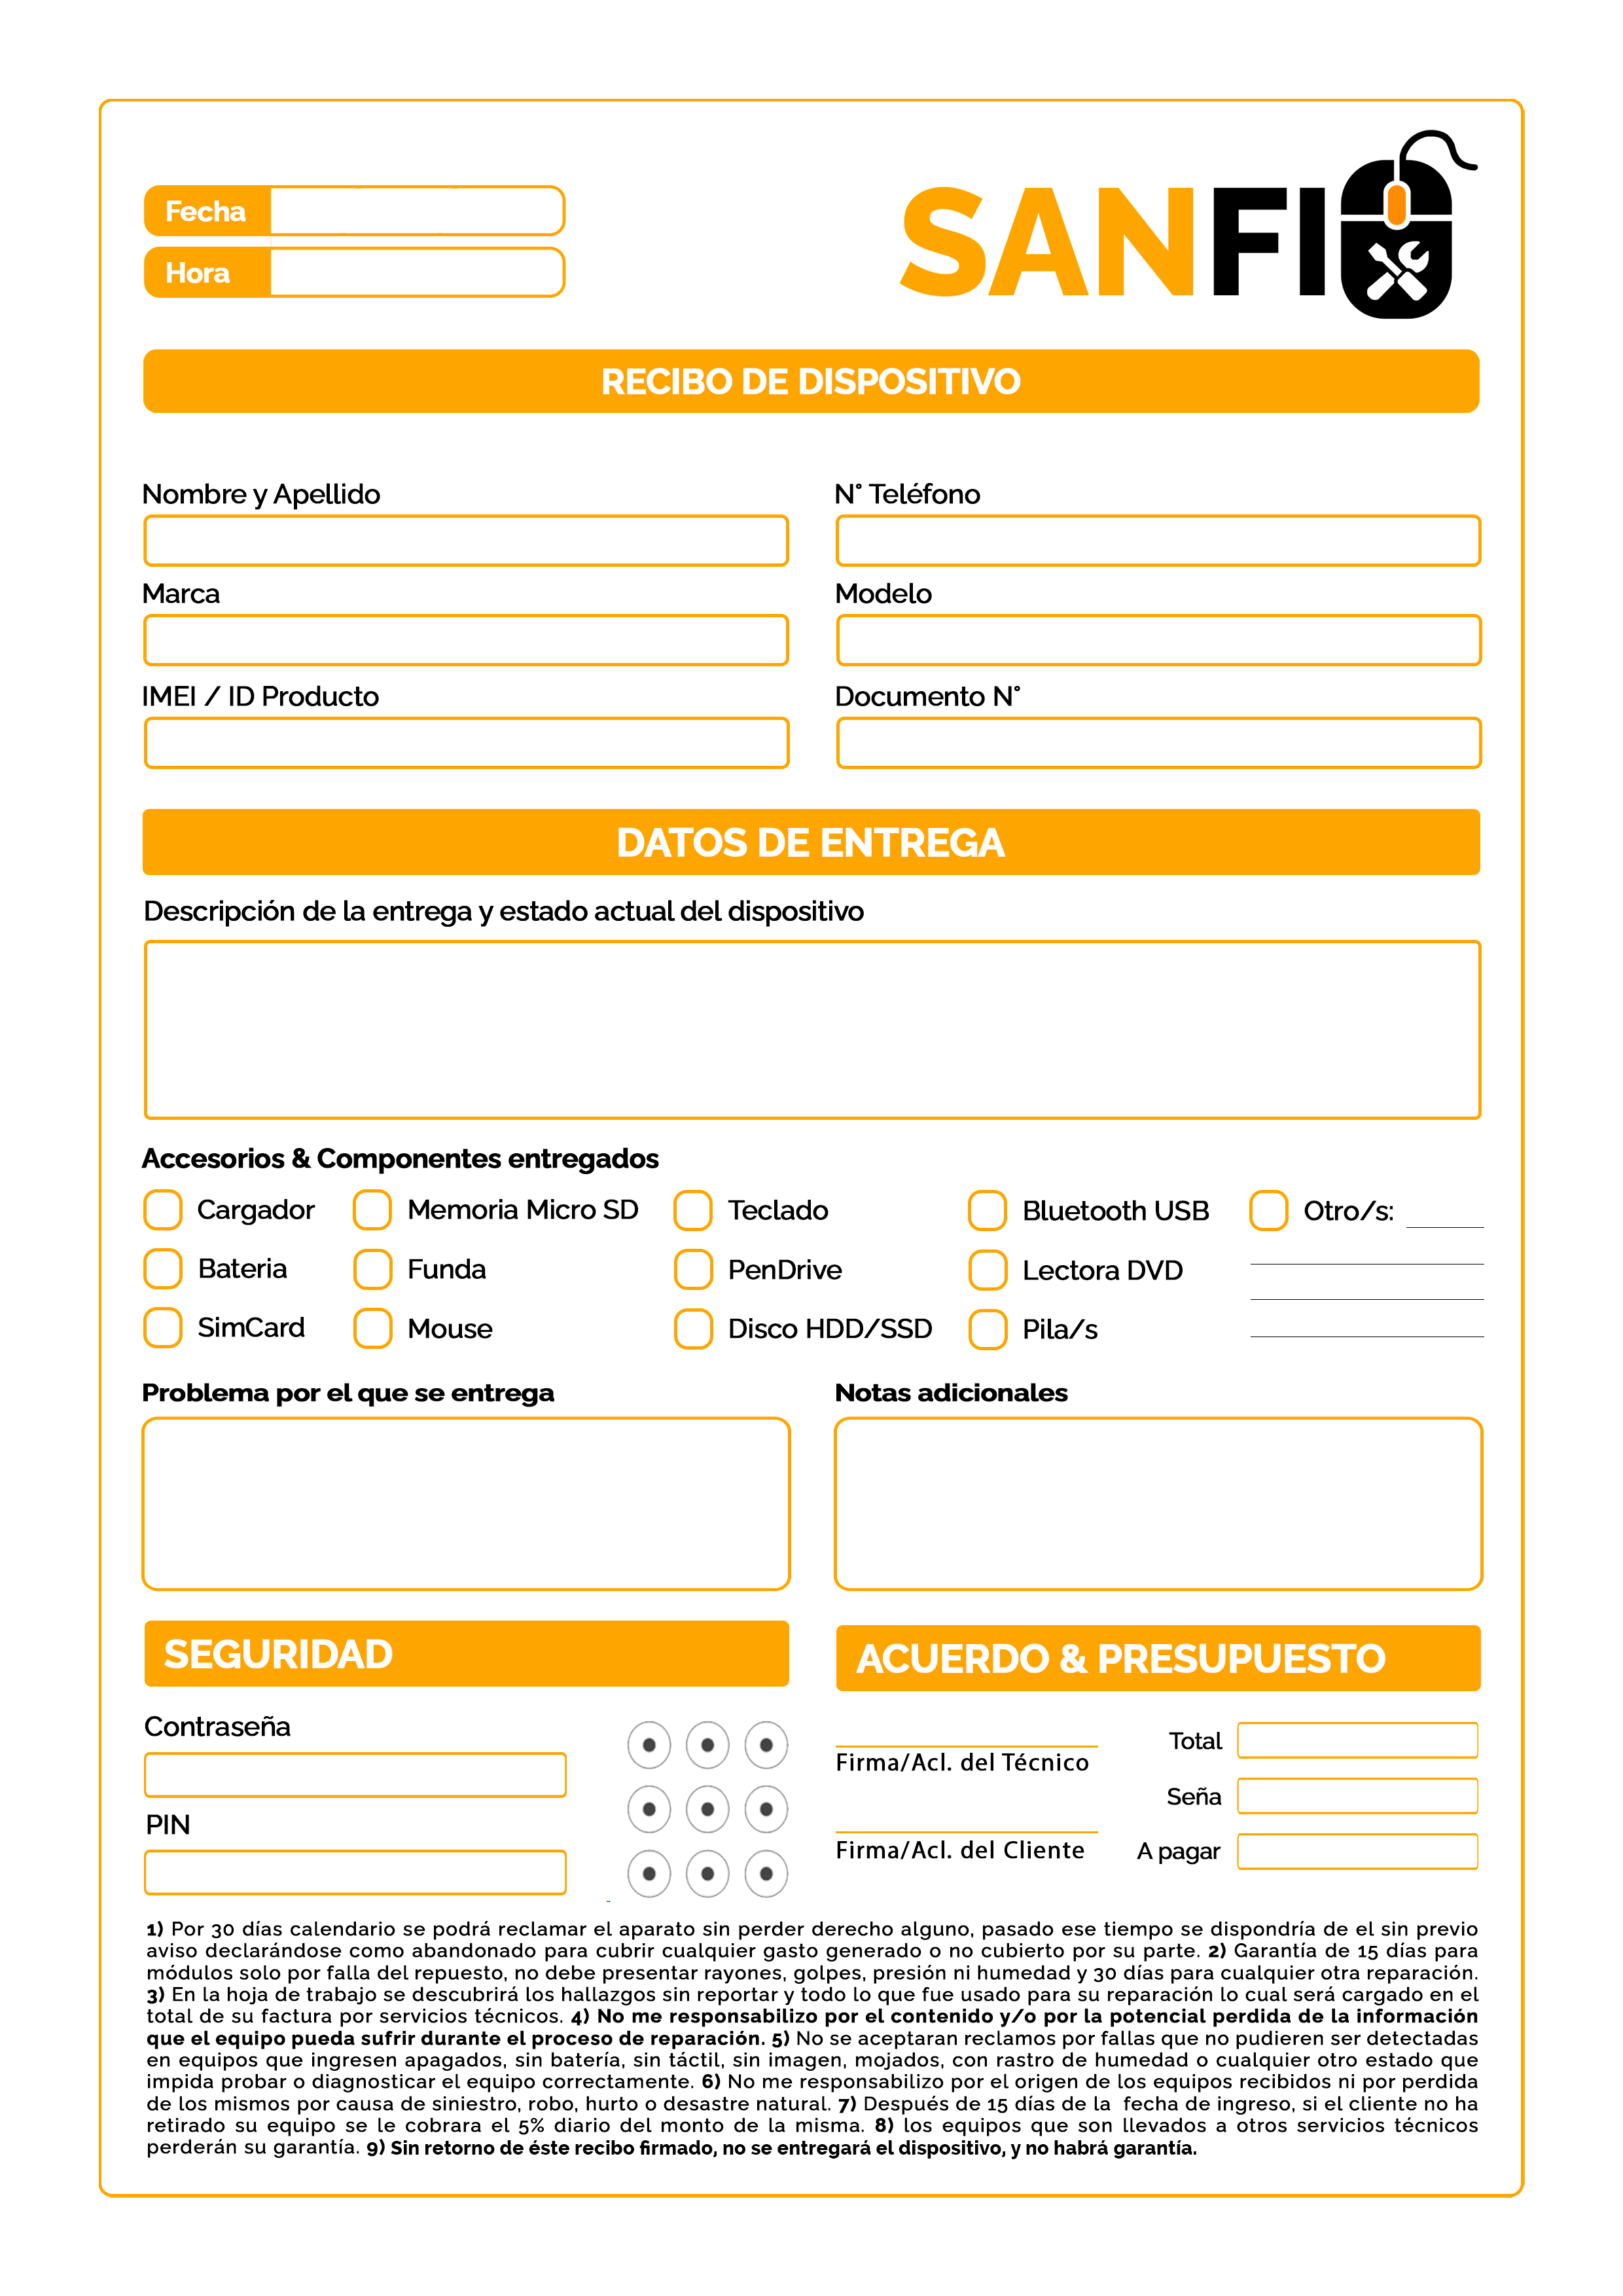 Fecha
Hora
SANFI
RECIBO DE DISPOSITIVO
Nombre y Apellido
N° Teléfono
Marca
Modelo
IMEI / ID Producto
Documento N°
DATOS DE ENTREGA
Descripción de la entrega y estado actual del dispositivo
Accesorios & Componentes entregados
Cargador Memoria Micro SD Teclado Bluetooth USB Otro/s:
Bateria Funda PenDrive Lectora DVD
SimCard Mouse Disco HDD/SSD Pila/s
Problema por el que se entrega
Notas adicionales
SEGURIDAD
ACUERDO & PRESUPUESTO
Contraseña
PIN
Firma/Acl. del Técnico
Firma/Acl. del Cliente
Total
Seña
A pagar
1) Por 30 días calendario se podrá reclamar el aparato sin perder derecho alguno, pasado ese tiempo se dispondría de el sin previo
aviso declarándose como abandonado para cubrir cualquier gasto generado o no cubierto por su parte. 2) Garantía de 15 días para
módulos solo por falla del repuesto, no debe presentar rayones, golpes, presión ni humedad y 30 días para cualquier otra reparación.
3) En la hoja de trabajo se descubrirá los hallazgos sin reportar y todo lo que fue usado para su reparación lo cual será cargado en el
total de su factura por servicios técnicos. 4) No me responsabilizo por el contenido y/o por la potencial perdida de la información
que el equipo pueda sufrir durante el proceso de reparación. 5) No se aceptaran reclamos por fallas que no pudieren ser detectadas
en equipos que ingresen apagados, sin batería, sin táctil, sin imagen, mojados, con rastro de humedad o cualquier otro estado que
impida probar o diagnosticar el equipo correctamente. 6) No me responsabilizo por el origen de los equipos recibidos ni por perdida
de los mismos por causa de siniestro, robo, hurto o desastre natural. 7) Después de 15 días de la fecha de ingreso, si el cliente no ha
retirado su equipo se le cobrara el 5% diario del monto de la misma. 8) los equipos que son llevados a otros servicios técnicos
perderán su garantía. 9) Sin retorno de éste recibo firmado, no se entregará el dispositivo, y no habrá garantía.